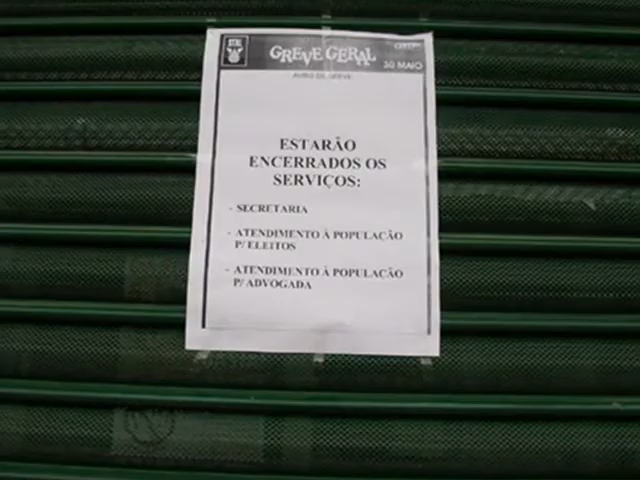 GREVE GERAL
30 MAIO
AVISO DE GREVE
ESTARÃO
ENCERRADOS OS
SERVIÇOS:
- SECRETARIA
- ATENDIMENTO À POPULAÇÃO
P/ ELEITOS
- ATENDIMENTO À POPULAÇÃO
P/ ADVOGADA